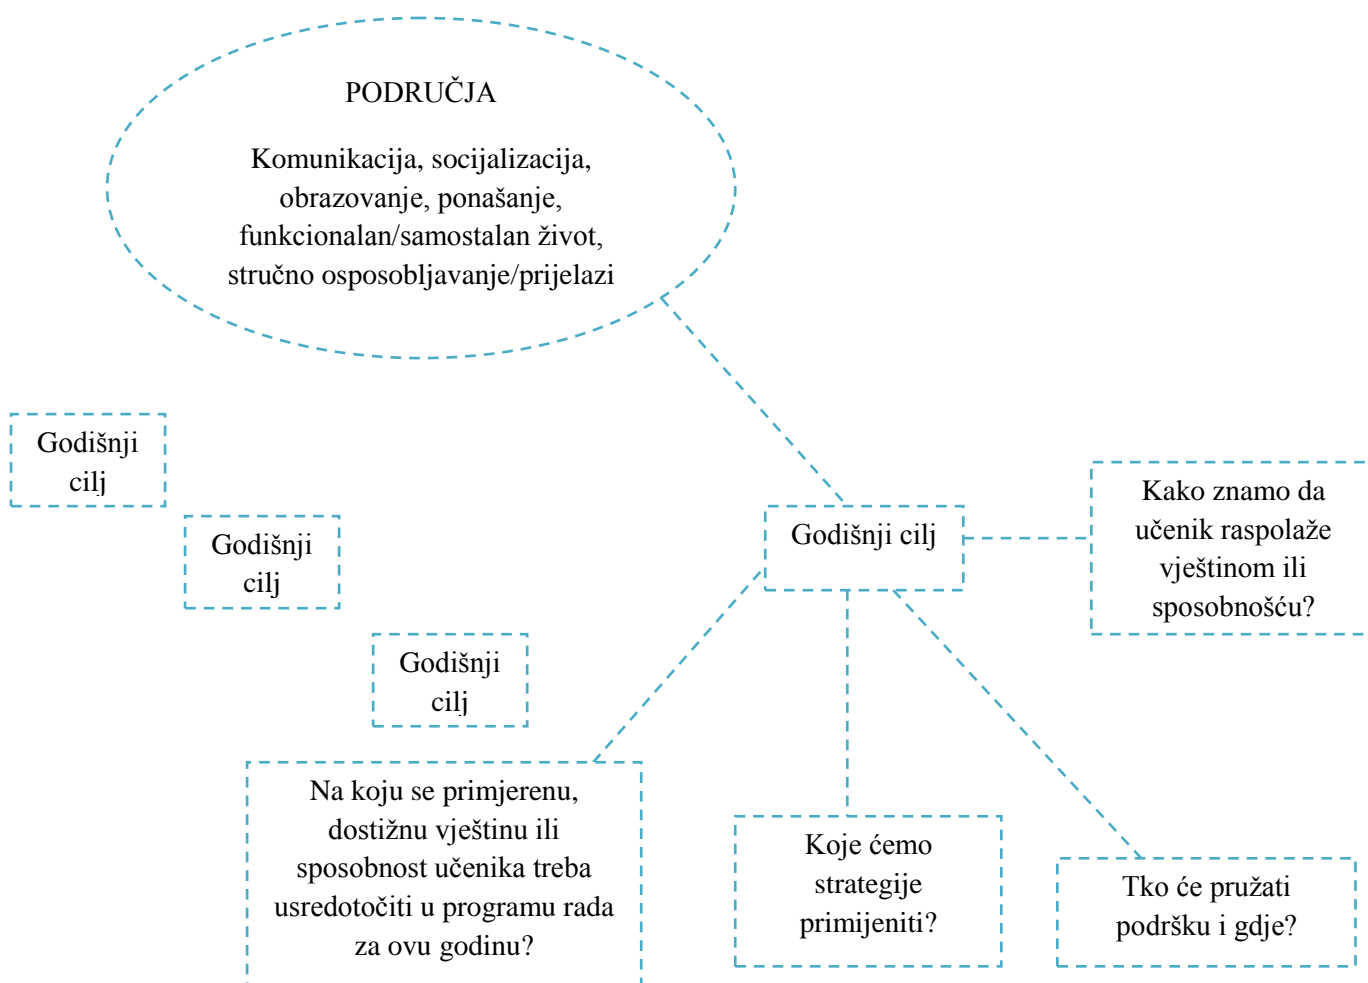 PODRUČJA
Komunikacija, socijalizacija,
obrazovanje, ponašanje,
funkcionalan/samostalan život,
stručno osposobljavanje/prijelazi
Godišnji
cilj
Godišnji
cilj
Godišnji
cilj
Godišnji cilj
Kako znamo da
učenik raspolaže
vještinom ili
sposobnošću?
Na koju se primjerenu,
dostižnu vještinu ili
sposobnost učenika treba
usredotočiti u programu rada
za ovu godinu?
Koje ćemo
strategije
primijeniti?
Tko će pružati
podršku i gdje?